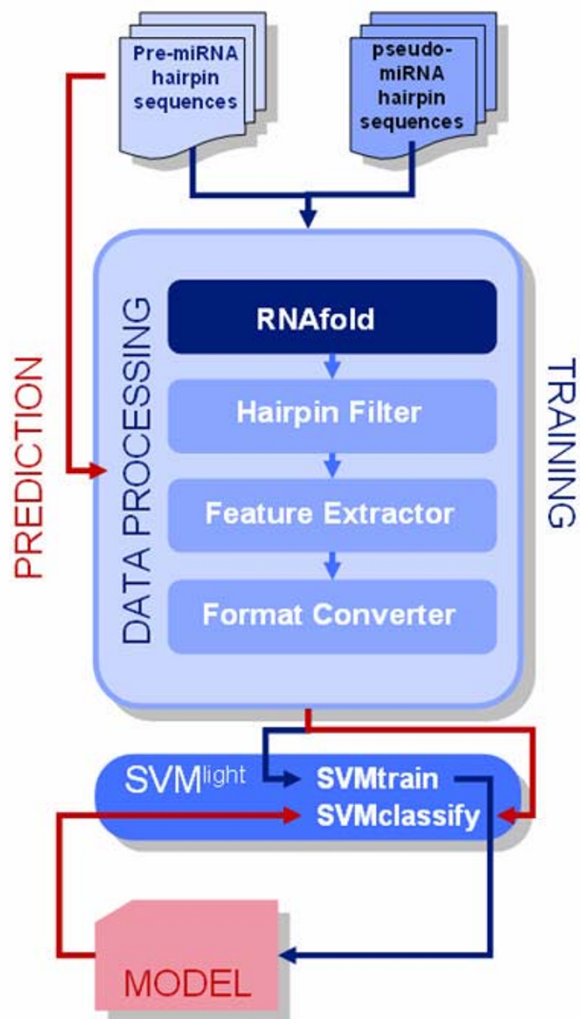 Pre-miRNA
hairpin
sequences
pseudo-
miRNA
hairpin
sequences
PREDICTION
DATA PROCESSING
RNAfold
Hairpin Filter
Feature Extractor
Format Converter
TRAINING
SVMlight
SVMtrain
SVMclassify
MODEL